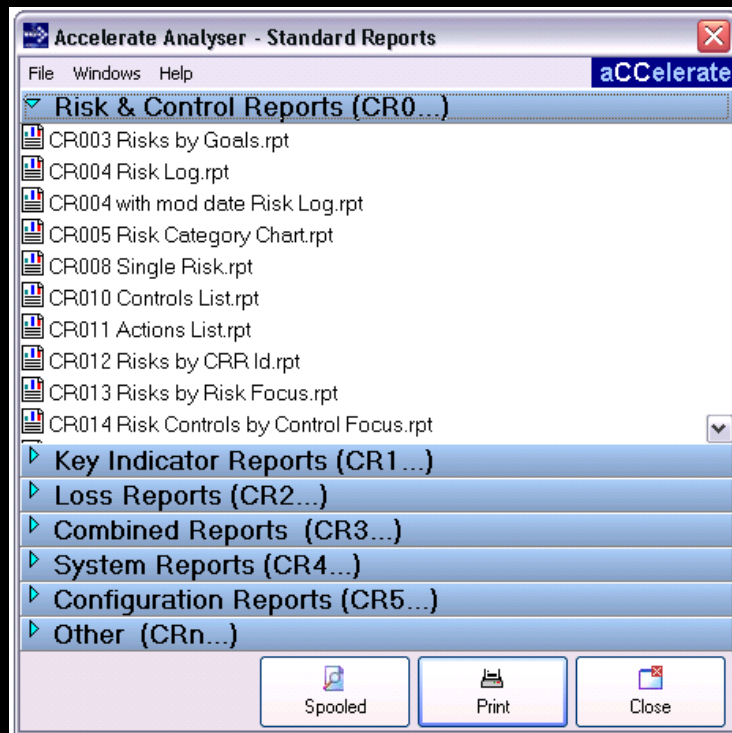 Accelerate Analyser - Standard Reports
File Windows Help
aCCelerate
Risk & Control Reports (CR0...)
CR003 Risks by Goals.rpt
CR004 Risk Log.rpt
CR004 with mod date Risk Log.rpt
CR005 Risk Category Chart.rpt
CR008 Single Risk.rpt
CR010 Controls List.rpt
CR011 Actions List.rpt
CR012 Risks by CRR Id.rpt
CR013 Risks by Risk Focus.rpt
CR014 Risk Controls by Control Focus.rpt
Key Indicator Reports (CR1...)
Loss Reports (CR2...)
Combined Reports (CR3...)
System Reports (CR4...)
Configuration Reports (CR5...)
Other (CRn...)
Spooled
Print
Close